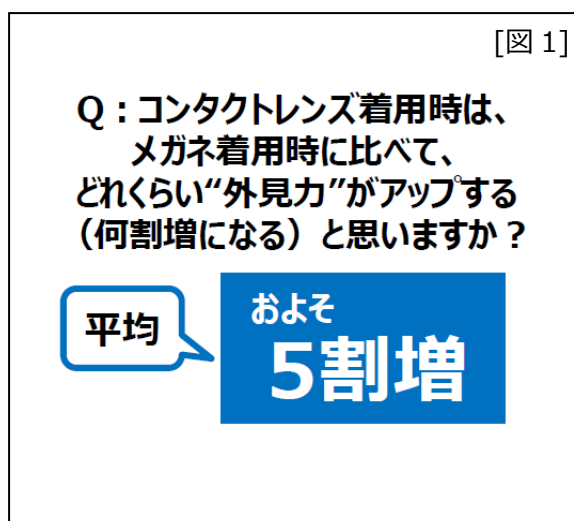 [図 1]
Q：コンタクトレンズ着用時は、
メガネ着用時に比べて、
どれくらい“外見力”がアップする
（何割増になる）と思いますか？
平均
およそ
5割増